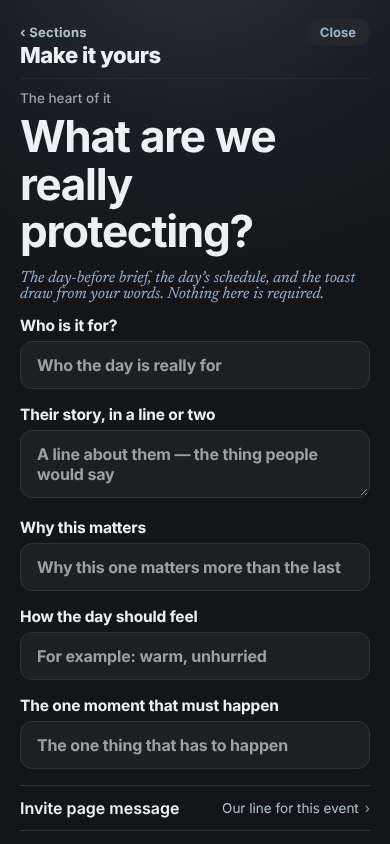 ‹ Sections
Close
Make it yours
The heart of it
What are we
really
protecting?
The day-before brief, the day’s schedule, and the toast
draw from your words. Nothing here is required.
Who is it for?
Who the day is really for
Their story, in a line or two
A line about them — the thing people
would say
Why this matters
Why this one matters more than the last
How the day should feel
For example: warm, unhurried
The one moment that must happen
The one thing that has to happen
Invite page message
Our line for this event ›